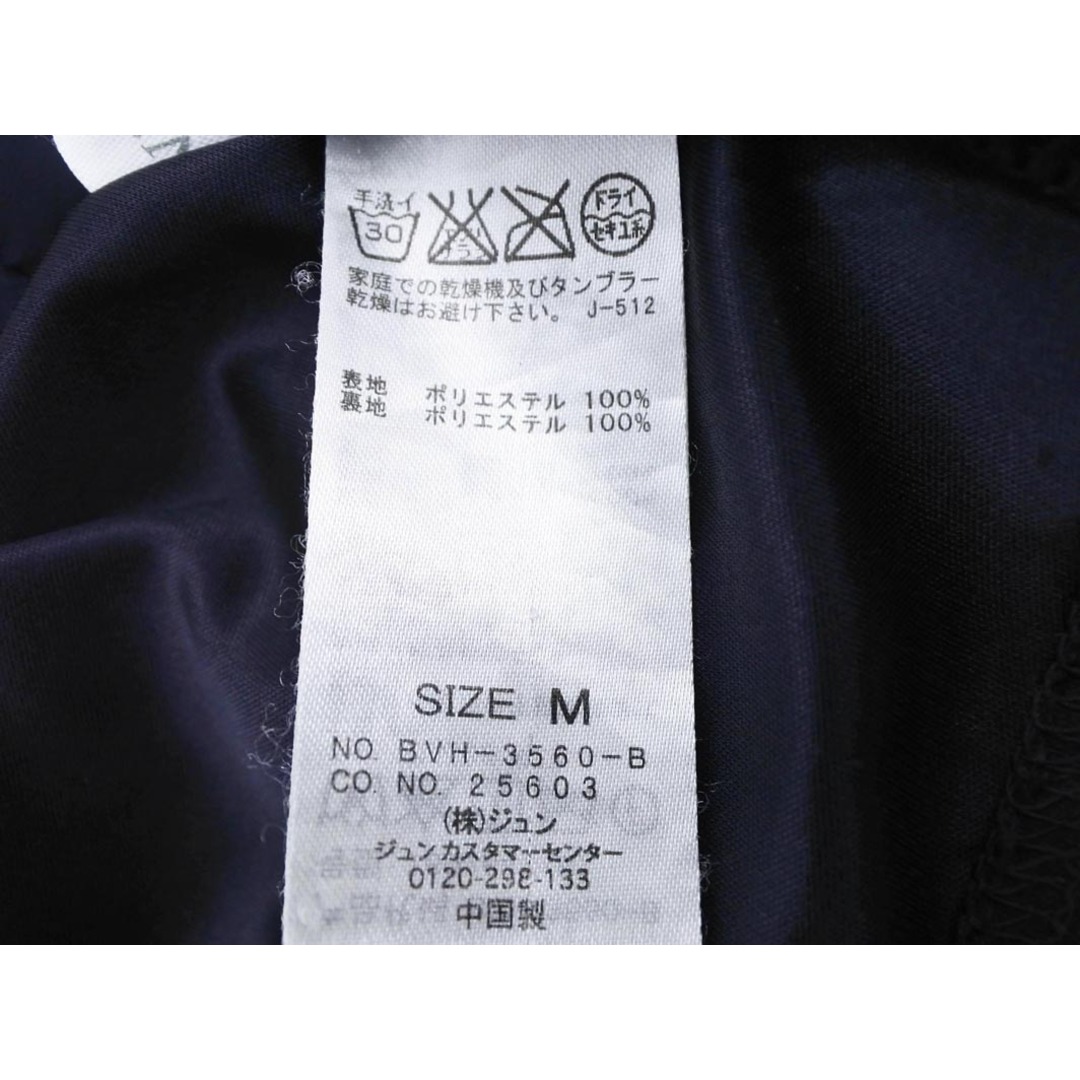 手洗イ
30
ドライ
セキユ系
家庭での乾燥機及びタンブラー
乾燥はお避け下さい。 J-512
表地 ポリエステル 100%
裏地 ポリエステル 100%
SIZE M
NO. BVH-3560-B
CO. NO. 25603
(株)ジュン
ジュンカスタマーセンター
0120-298-133
中国製